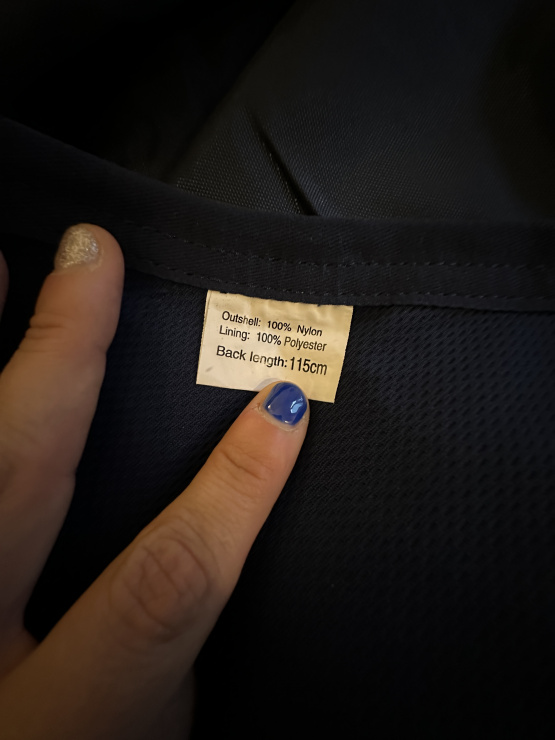 Outshell: 100% Nylon
Lining: 100% Polyester
Back length: 115cm